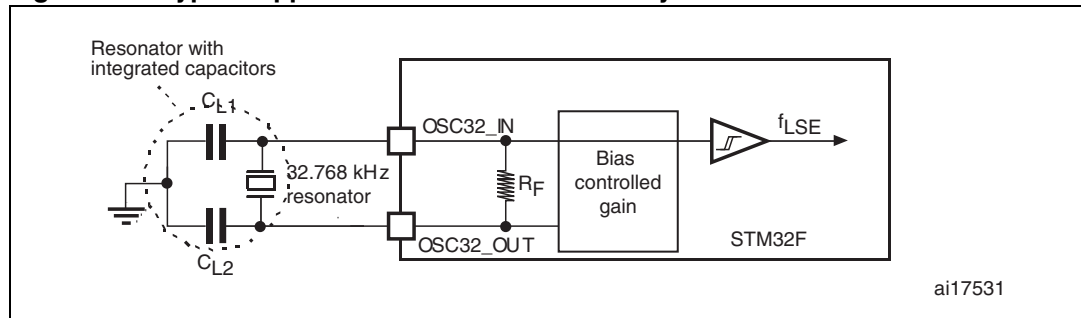 Resonator with
integrated capacitors
CL1
OSC32_IN
fLSE
32.768 kHz
resonator
RF
Bias
controlled
gain
STM32F
OSC32_OUT
CL2
ai17531